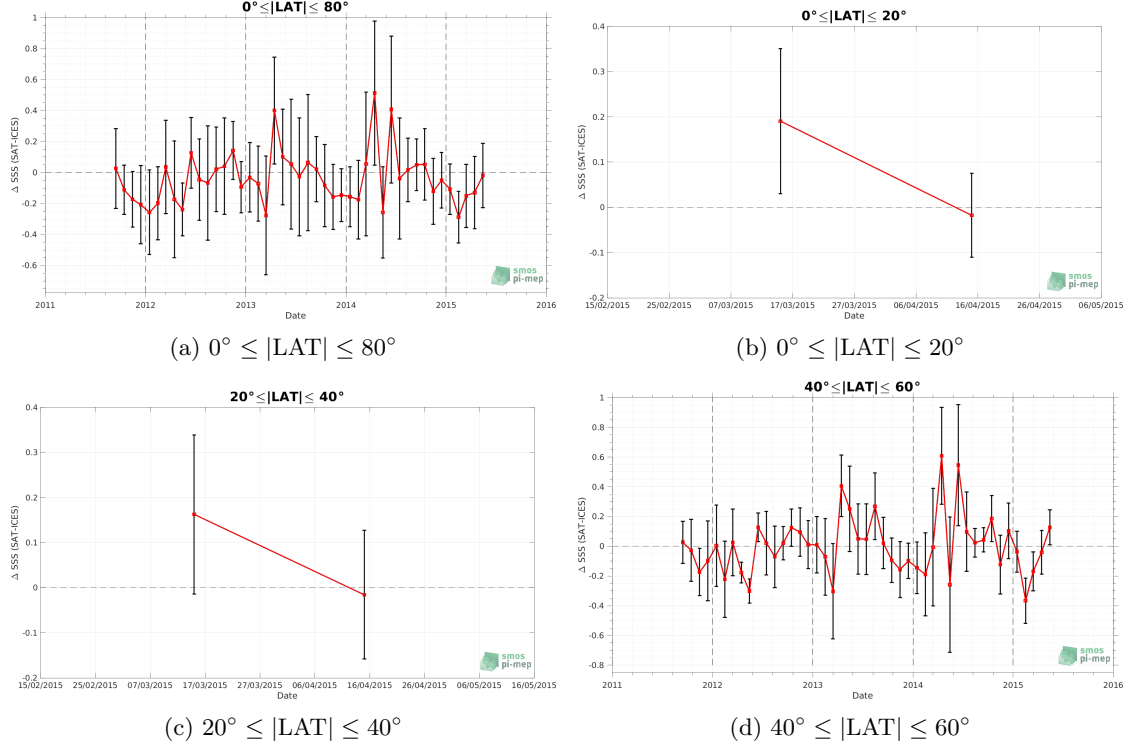 0°≤|LAT|≤ 80°
1
0.8
0.6
0.4
0.2
0
-0.2
-0.4
-0.6
Δ SSS (SAT-ICES)
2011 2012 2013 2014 2015 2016
Date
smos
pi-mep
(a) 0° ≤ |LAT| ≤ 80°
0°≤|LAT|≤ 20°
0.4
0.3
0.2
0.1
0
-0.1
-0.2
Δ SSS (SAT-ICES)
15/02/2015 25/02/2015 07/03/2015 17/03/2015 27/03/2015 06/04/2015 16/04/2015 26/04/2015 06/05/2015
Date
smos
pi-mep
(b) 0° ≤ |LAT| ≤ 20°
20°≤|LAT|≤ 40°
0.4
0.3
0.2
0.1
0
-0.1
-0.2
Δ SSS (SAT-ICES)
15/02/2015 25/02/2015 07/03/2015 17/03/2015 27/03/2015 06/04/2015 16/04/2015 26/04/2015 06/05/2015 16/05/2015
Date
smos
pi-mep
(c) 20° ≤ |LAT| ≤ 40°
40°≤|LAT|≤ 60°
1
0.8
0.6
0.4
0.2
0
-0.2
-0.4
-0.6
-0.8
Δ SSS (SAT-ICES)
2011 2012 2013 2014 2015 2016
Date
smos
pi-mep
(d) 40° ≤ |LAT| ≤ 60°